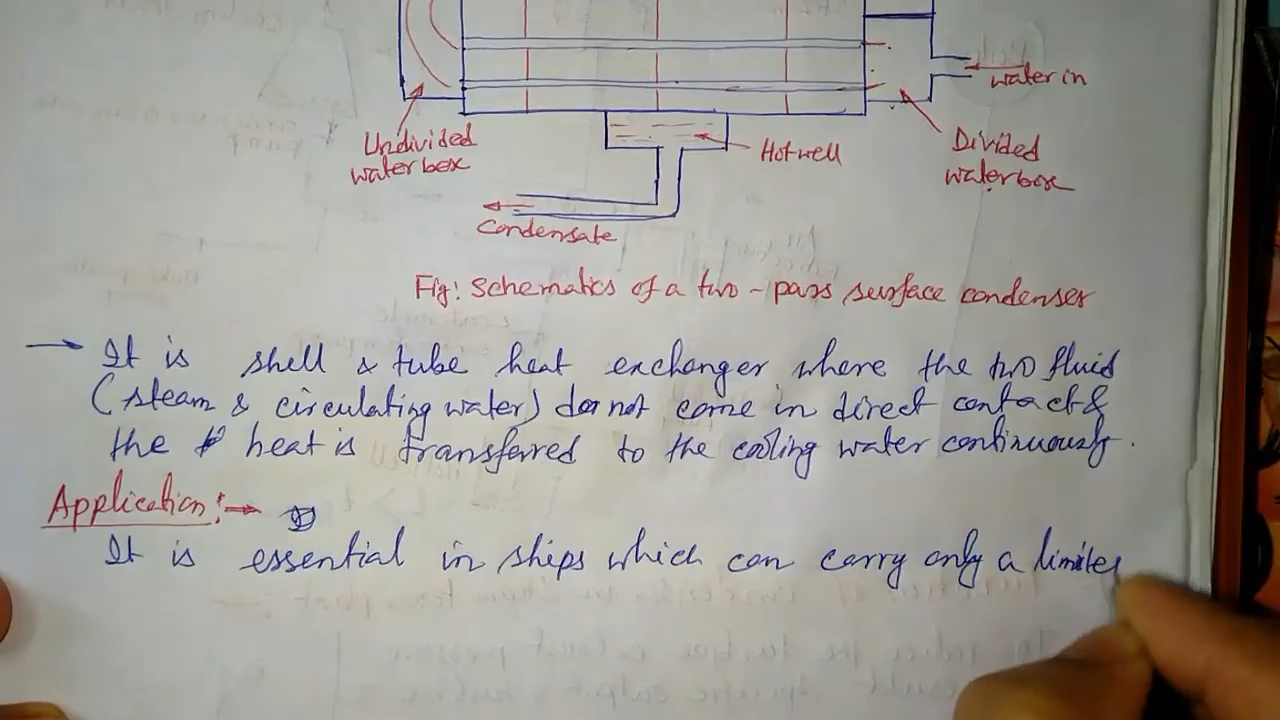 water in
Undivided
waterbox
Hotwell
Divided
waterbox
Condensate
Fig: Schematics of a two-pass surface condenser
→ It is shell & tube heat exchanger where the two fluid
(steam & circulating water) do not come in direct contact &
the heat is transferred to the cooling water continuously.
Application:→
It is essential in ships which can carry only a limited